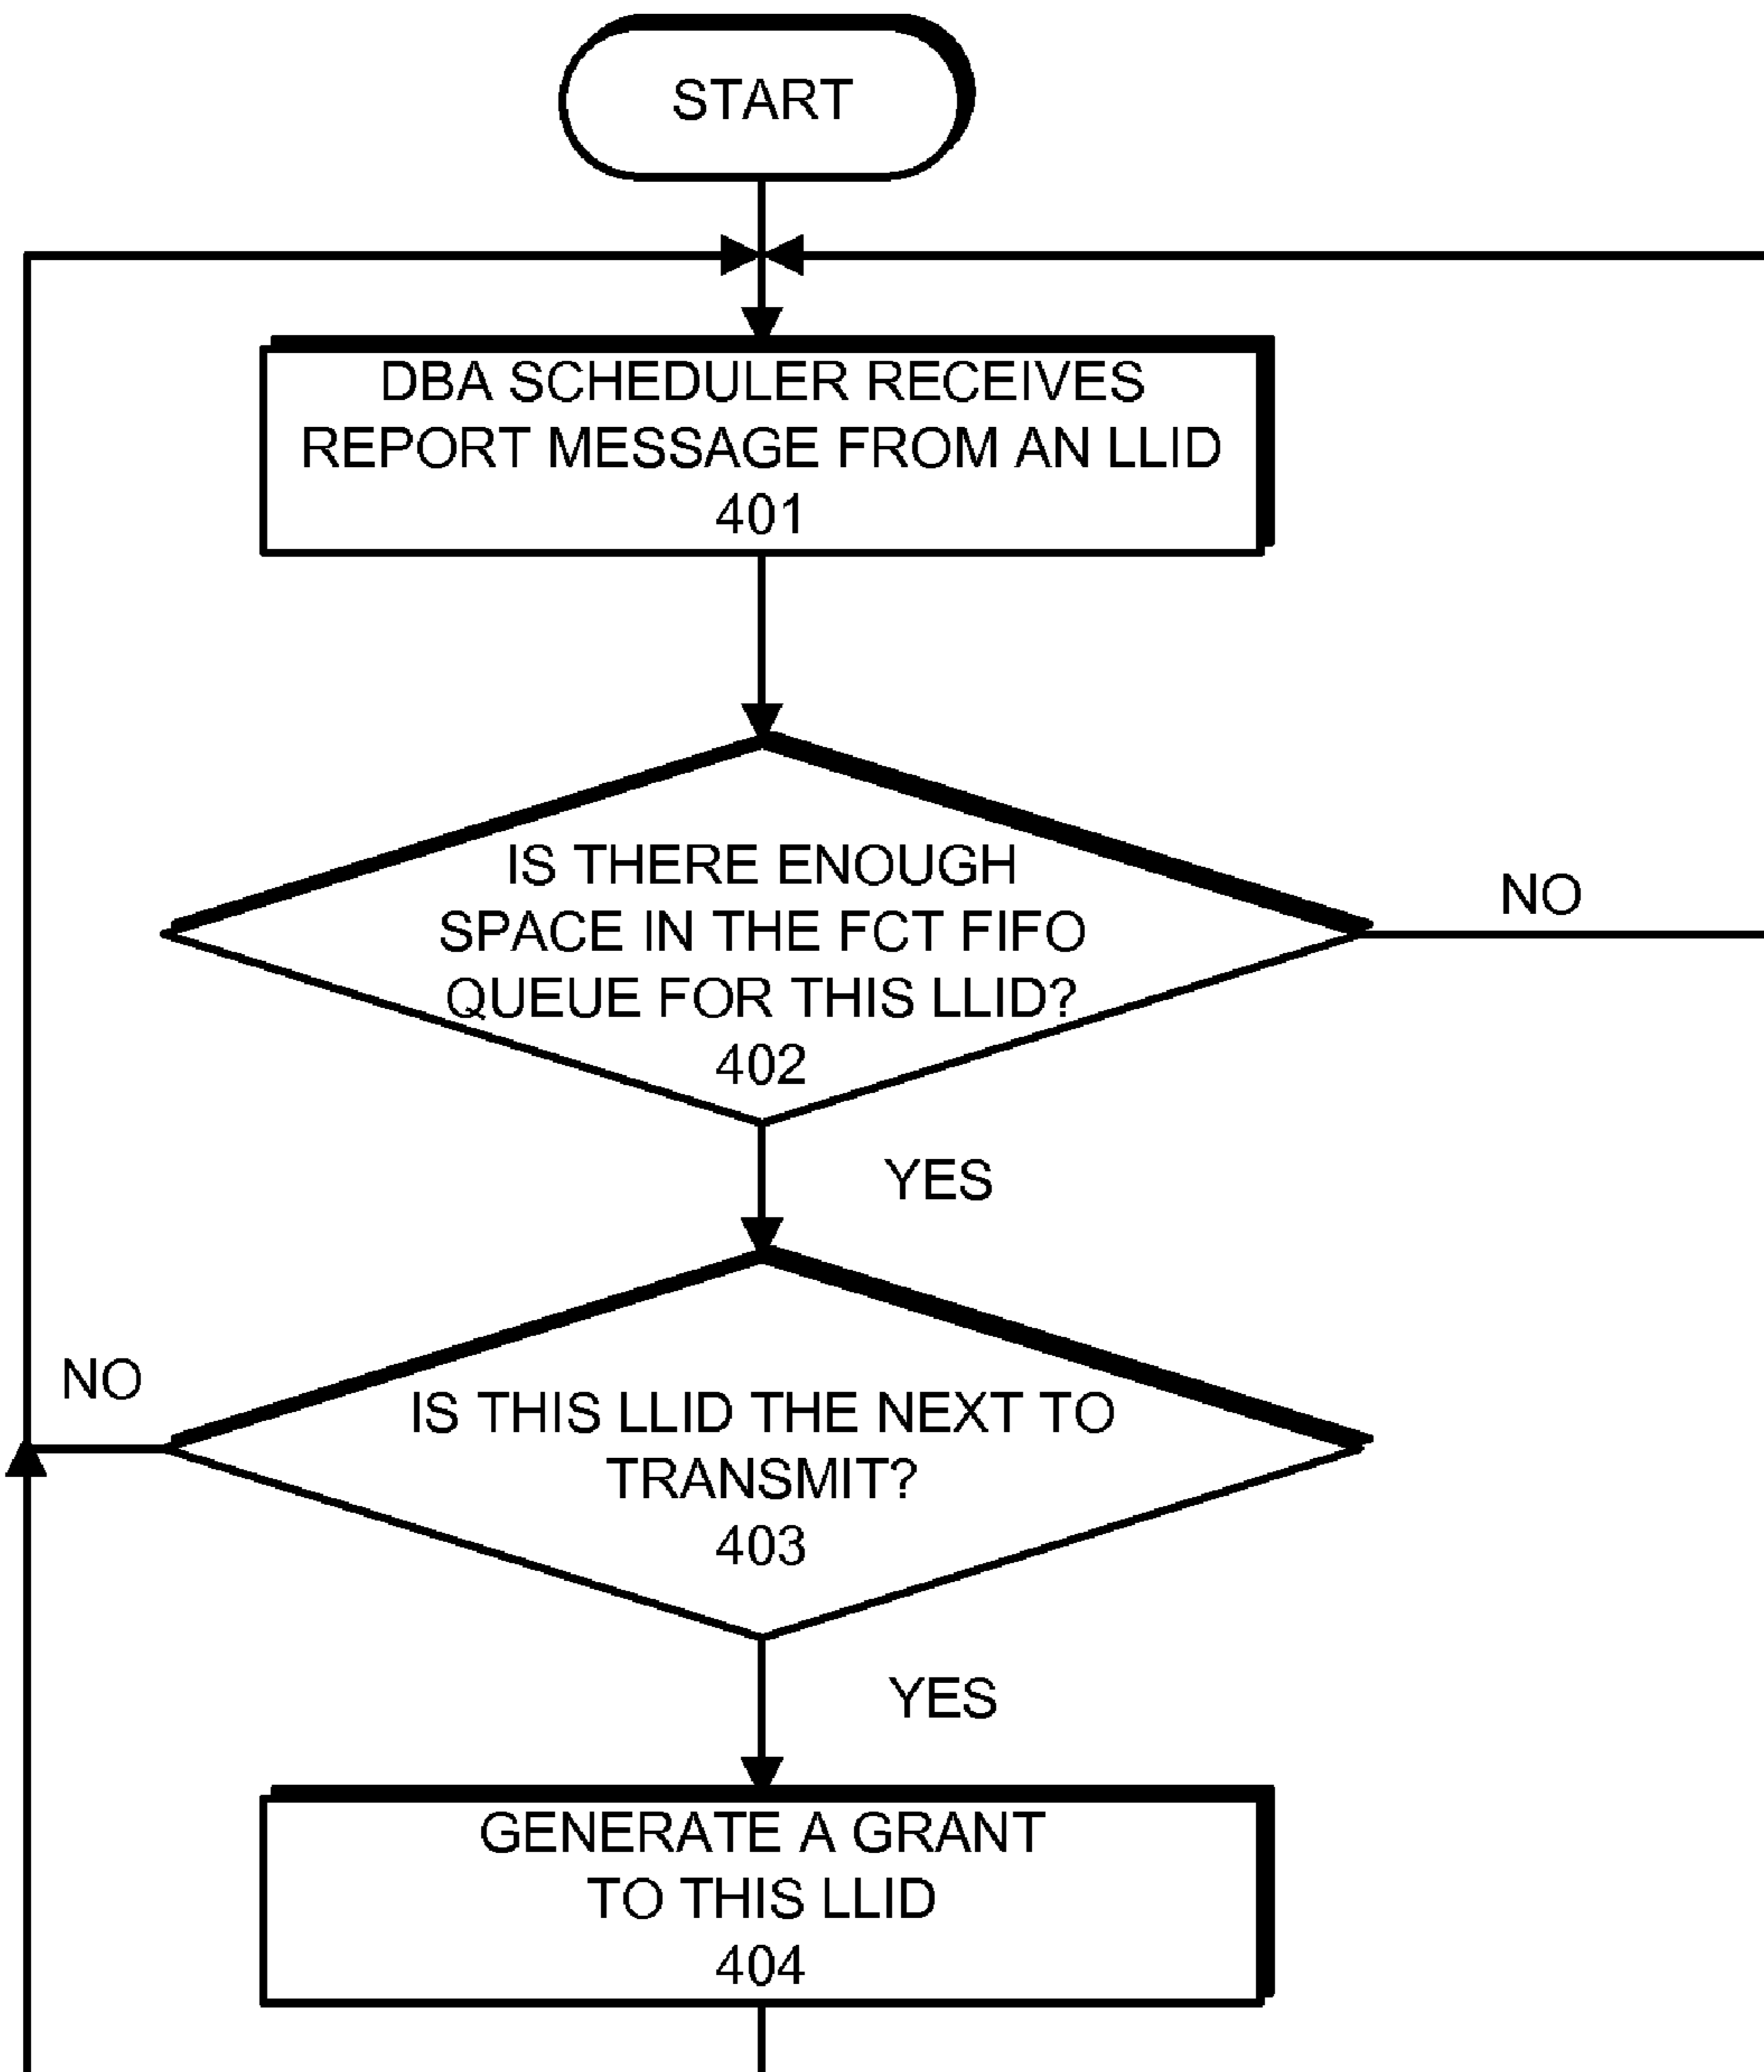 START
DBA SCHEDULER RECEIVES
REPORT MESSAGE FROM AN LLID
401
IS THERE ENOUGH
SPACE IN THE FCT FIFO
QUEUE FOR THIS LLID?
402
NO
YES
NO
IS THIS LLID THE NEXT TO
TRANSMIT?
403
YES
GENERATE A GRANT
TO THIS LLID
404